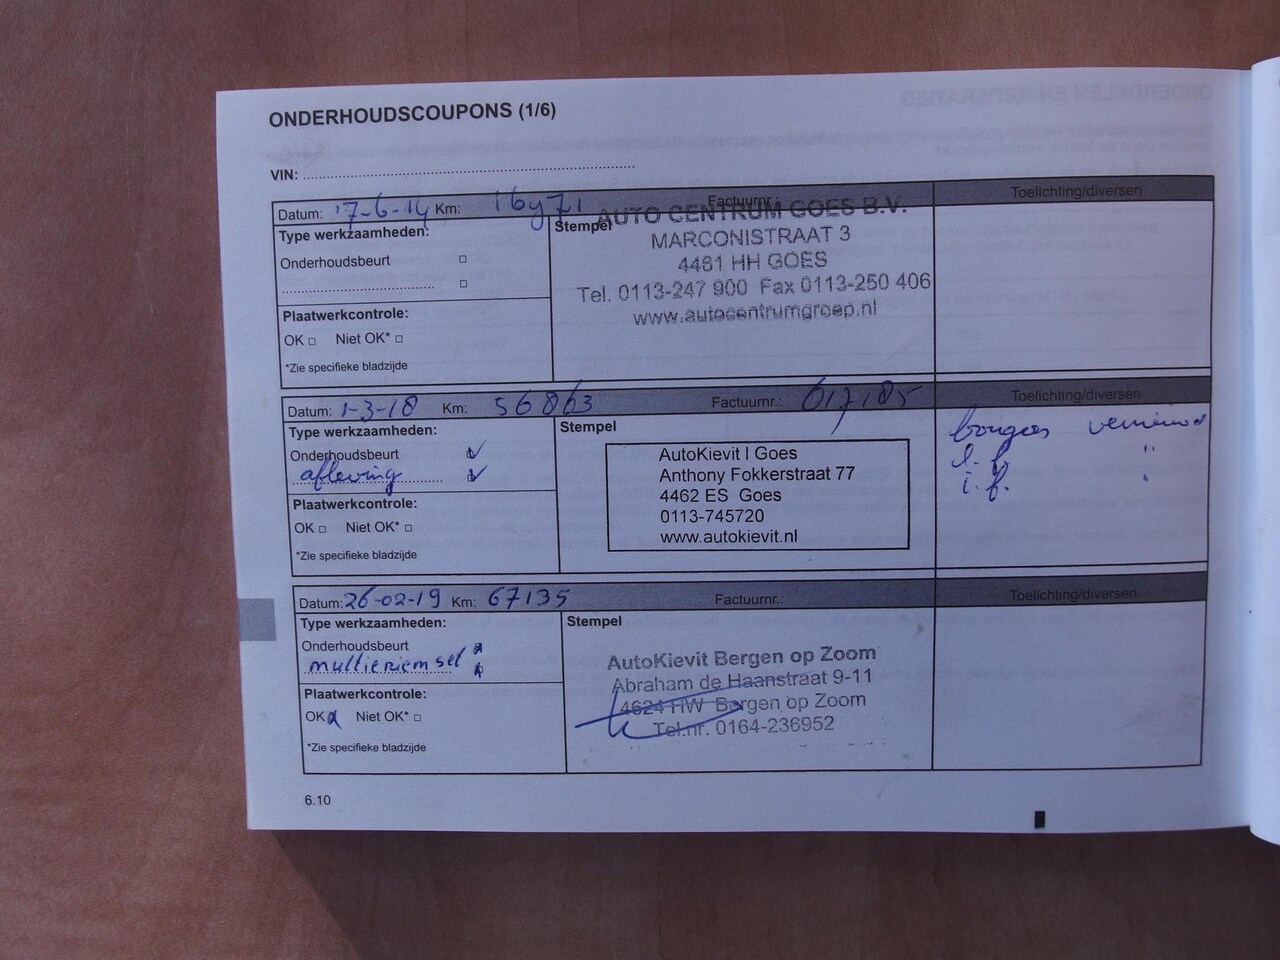 ONDERHOUDSCOUPONS (1/6)
VIN:
Datum: 17-6-14 Km: 16971 Factuurnr.: Toelichting/diversen
Type werkzaamheden:
Onderhoudsbeurt
Plaatwerkcontrole:
OK Niet OK*
*Zie specifieke bladzijde
Stempel
AUTO CENTRUM GOES B.V.
MARCONISTRAAT 3
4461 HH GOES
Tel. 0113-247 900 Fax 0113-250 406
www.autocentrumgroep.nl
Datum: 1-3-18 Km: 56863 Factuurnr.: 617185 Toelichting/diversen
Type werkzaamheden:
Onderhoudsbeurt
aflevering
Plaatwerkcontrole:
OK Niet OK*
*Zie specifieke bladzijde
Stempel
AutoKievit I Goes
Anthony Fokkerstraat 77
4462 ES Goes
0113-745720
www.autokievit.nl
bougees vernieuwd
l.f. "
i.f. "
Datum: 26-02-19 Km: 67135 Factuurnr.: Toelichting/diversen
Type werkzaamheden:
Onderhoudsbeurt
multieriemset
Plaatwerkcontrole:
OK Niet OK*
*Zie specifieke bladzijde
Stempel
AutoKievit Bergen op Zoom
Abraham de Haanstraat 9-11
4624 HW Bergen op Zoom
Tel.nr. 0164-236952
6.10